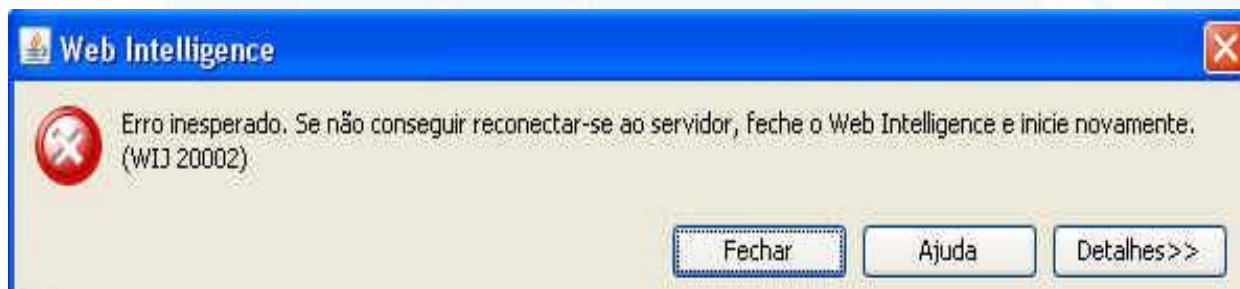 Web Intelligence
Erro inesperado. Se não conseguir reconectar-se ao servidor, feche o Web Intelligence e inicie novamente.
(WIJ 20002)
Fechar Ajuda Detalhes>>